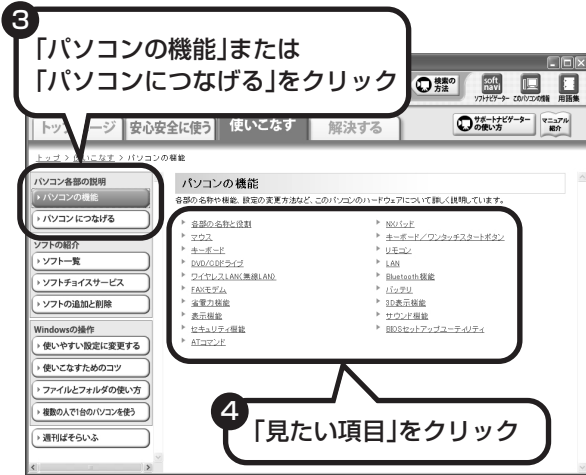 3
「パソコンの機能」または
「パソコンにつなげる」をクリック
検索の方法
soft navi
ソフトナビゲーター
このパソコンの情報
用語集
トップページ
安心安全に使う
使いこなす
解決する
サポートナビゲーターの使い方
マニュアル紹介
トップ > 使いこなす > パソコンの機能
パソコン各部の説明
パソコンの機能
パソコンにつなげる
ソフトの紹介
ソフト一覧
ソフトチョイスサービス
ソフトの追加と削除
Windowsの操作
使いやすい設定に変更する
使いこなすためのコツ
ファイルとフォルダの使い方
複数の人で1台のパソコンを使う
週刊ぱそらいふ
パソコンの機能
各部の名称や機能、設定の変更方法など、このパソコンのハードウェアについて詳しく説明しています。
各部の名称と役割
マウス
キーボード
DVD/CDドライブ
ワイヤレスLAN(無線LAN)
FAXモデム
省電力機能
表示機能
セキュリティ機能
ATコマンド
NXパッド
キーボード/ワンタッチスタートボタン
リモコン
LAN
Bluetooth機能
バッテリ
3D表示機能
サウンド機能
BIOSセットアップユーティリティ
4
「見たい項目」をクリック